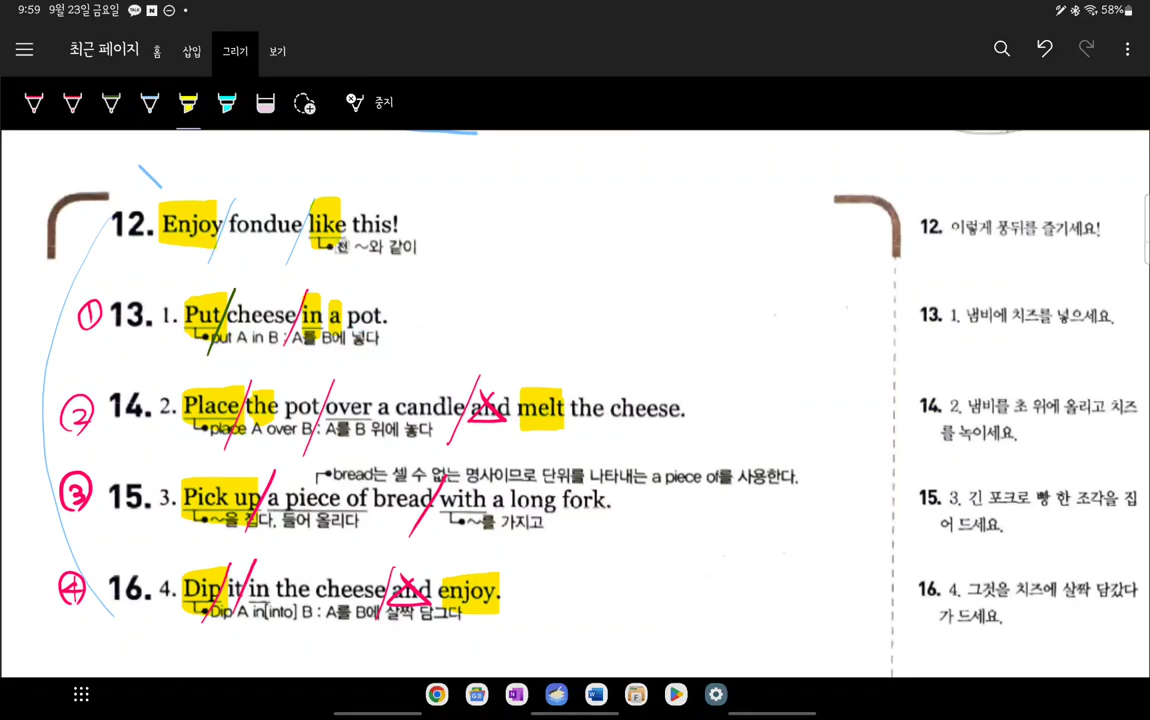 9:59 9월 23일 금요일 58%
최근 페이지 홈 삽입 그리기 보기
중지
12. Enjoy fondue like this!
전 ~와 같이
12. 이렇게 퐁뒤를 즐기세요!
① 13. 1. Put cheese in a pot.
put A in B : A를 B에 넣다
13. 1. 냄비에 치즈를 넣으세요.
② 14. 2. Place the pot over a candle and melt the cheese.
place A over B : A를 B 위에 놓다
14. 2. 냄비를 초 위에 올리고 치즈
를 녹이세요.
bread는 셀 수 없는 명사이므로 단위를 나타내는 a piece of를 사용한다.
③ 15. 3. Pick up a piece of bread with a long fork.
~을 집다, 들어 올리다
~를 가지고
15. 3. 긴 포크로 빵 한 조각을 집
어 드세요.
④ 16. 4. Dip it in the cheese and enjoy.
Dip A in[into] B : A를 B에 살짝 담그다
16. 4. 그것을 치즈에 살짝 담갔다
가 드세요.